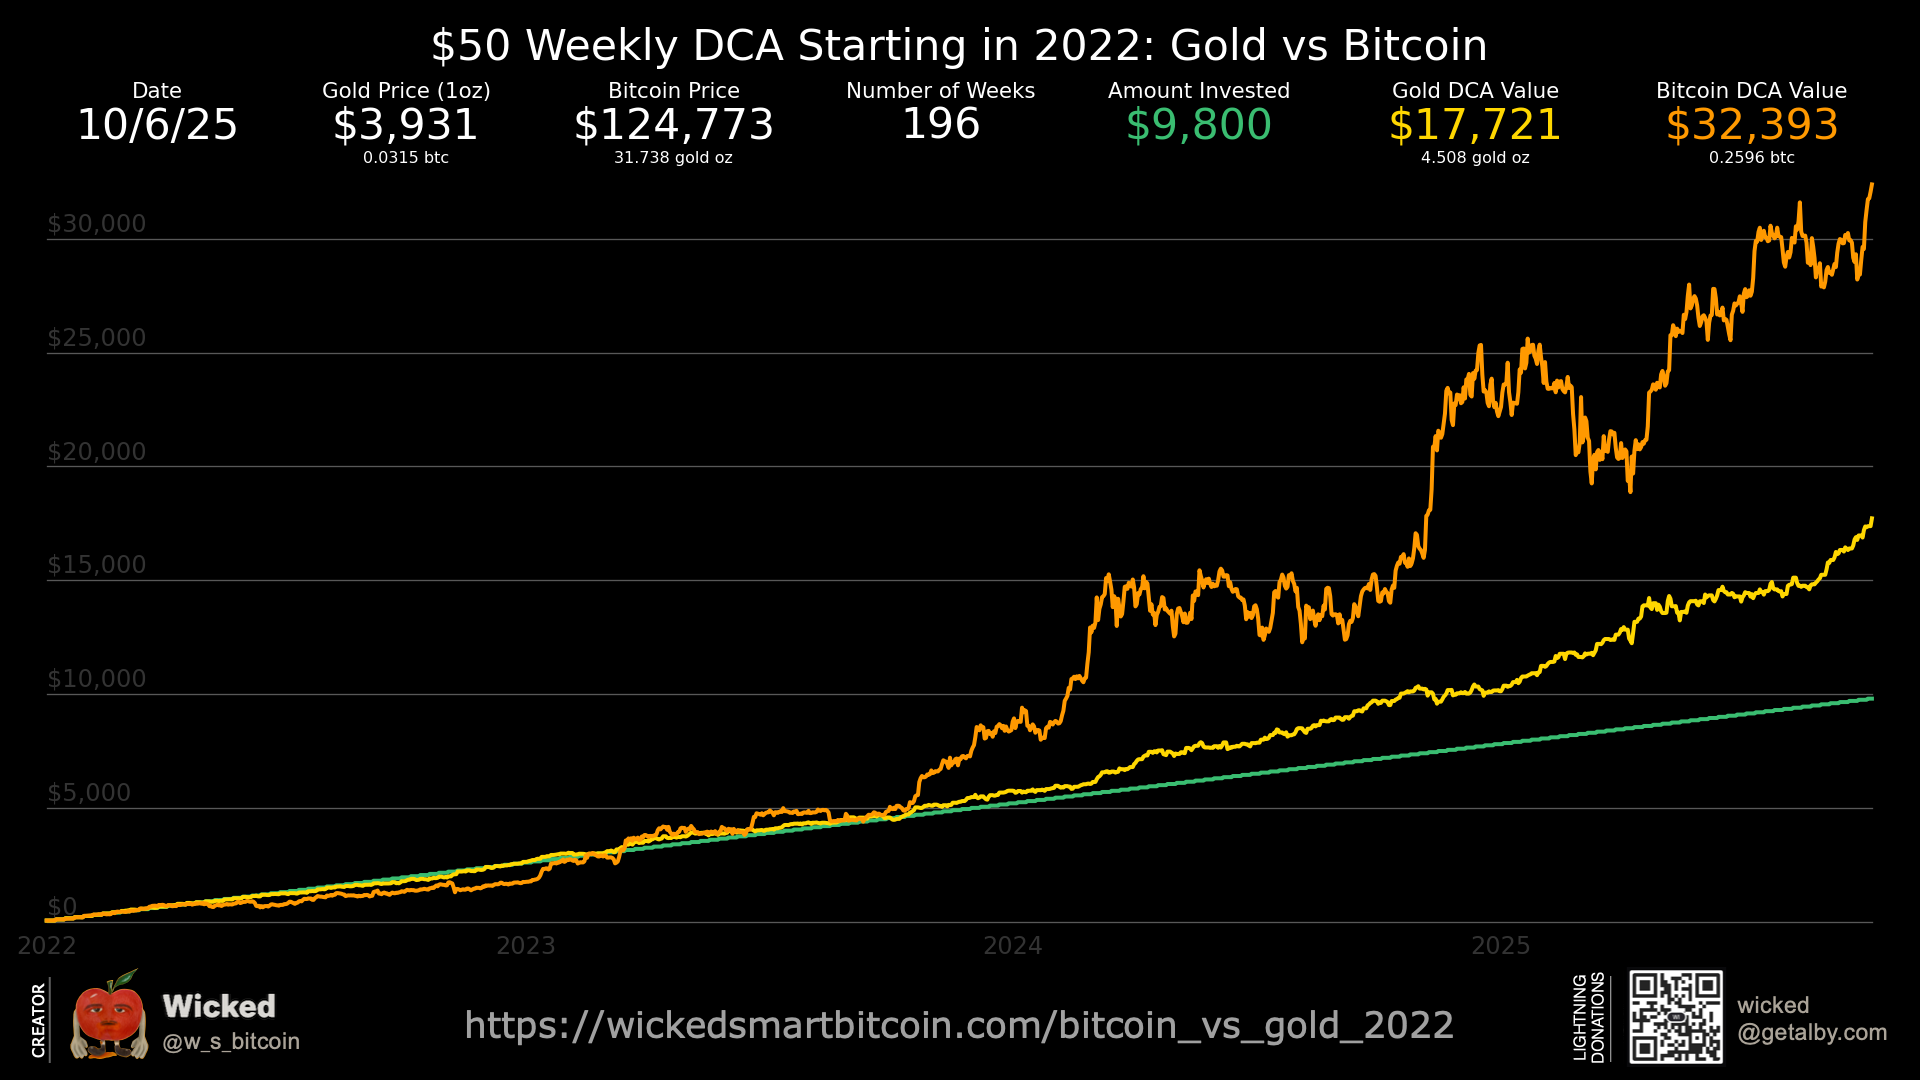 $50 Weekly DCA Starting in 2022: Gold vs Bitcoin
Date
10/6/25
Gold Price (1oz)
$3,931
0.0315 btc
Bitcoin Price
$124,773
31.738 gold oz
Number of Weeks
196
Amount Invested
$9,800
Gold DCA Value
$17,721
4.508 gold oz
Bitcoin DCA Value
$32,393
0.2596 btc
$30,000
$25,000
$20,000
$15,000
$10,000
$5,000
$0
2022
2023
2024
2025
CREATOR
Wicked
@w_s_bitcoin
https://wickedsmartbitcoin.com/bitcoin_vs_gold_2022
LIGHTNING
DONATIONS
wicked
@getalby.com